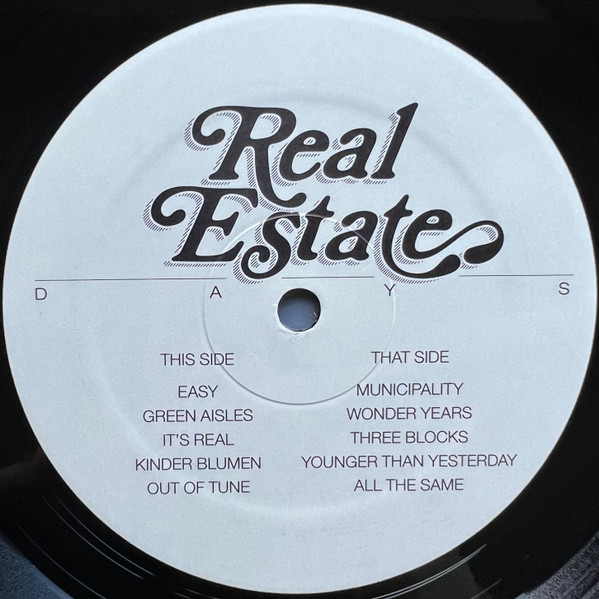 Real
Estate
D A Y S
THIS SIDE
EASY
GREEN AISLES
IT'S REAL
KINDER BLUMEN
OUT OF TUNE
THAT SIDE
MUNICIPALITY
WONDER YEARS
THREE BLOCKS
YOUNGER THAN YESTERDAY
ALL THE SAME